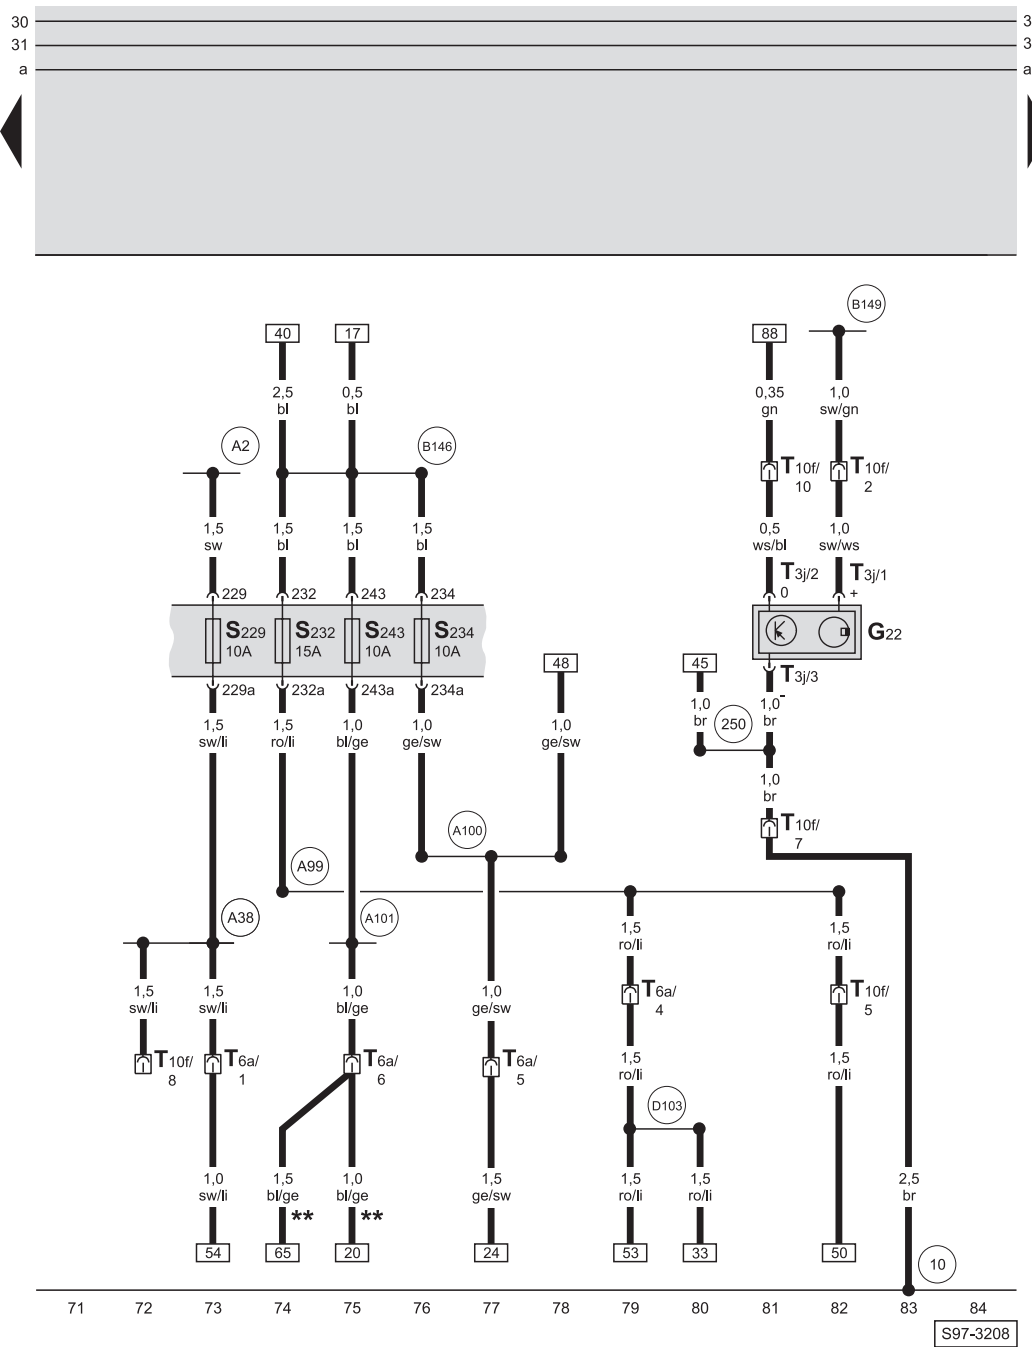 30 3
31 3
a a
B149
40 17 88
2,5 0,5 0,35 1,0
bl bl gn sw/gn
A2 B146
T10f/ T10f/
10 2
1,5 1,5 1,5 1,5 0,5 1,0
sw bl bl bl ws/bl sw/ws
T3j/2 T3j/1
229 232 243 234 0 +
S229 S232 S243 S234 G22
10A 15A 10A 10A
48 45 T3j/3
229a 232a 243a 234a
1,5 1,5 1,0 1,0 1,0 1,0 250 1,0 -
sw/li ro/li bl/ge ge/sw ge/sw br br
1,0
br
A100 T10f/
7
A99
A38 A101
1,5 1,5
ro/li ro/li
1,5 1,5 1,0 1,0 T6a/ T10f/
sw/li sw/li bl/ge ge/sw 4 5
T10f/ T6a/ T6a/ T6a/ 1,5 1,5
8 1 6 5 ro/li ro/li
D103
1,0 1,5 1,0 1,5 1,5 1,5 2,5
sw/li bl/ge bl/ge ge/sw ro/li ro/li br
** **
54 65 20 24 53 33 50 10
71 72 73 74 75 76 77 78 79 80 81 82 83 84
S97-3208